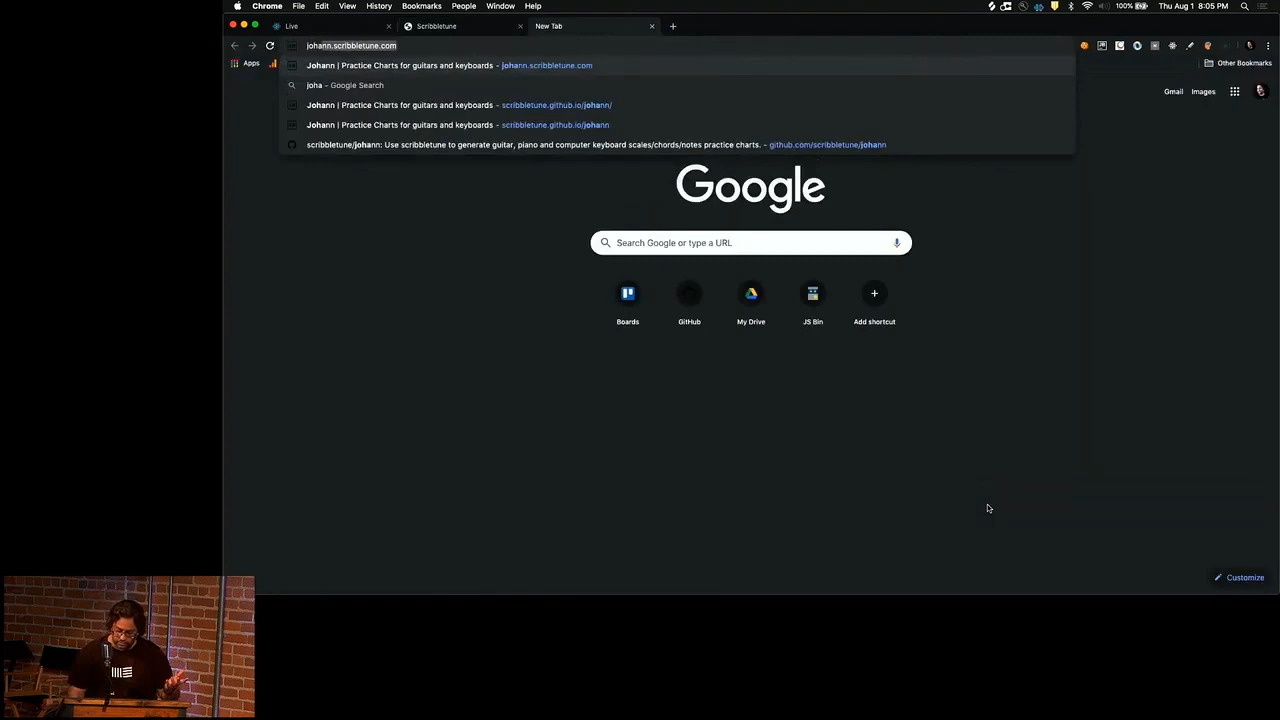 Chrome File Edit View History Bookmarks People Window Help 100% Thu Aug 1 8:05 PM
Live Scribbletune New Tab
johann.scribbletune.com
Apps Johann | Practice Charts for guitars and keyboards - johann.scribbletune.com Other Bookmarks
joha - Google Search
Gmail Images
Johann | Practice Charts for guitars and keyboards - scribbletune.github.io/johann/
Johann | Practice Charts for guitars and keyboards - scribbletune.github.io/johann
scribbletune/johann: Use scribbletune to generate guitar, piano and computer keyboard scales/chords/notes practice charts. - github.com/scribbletune/johann
Google
Search Google or type a URL
Boards GitHub My Drive JS Bin Add shortcut
Customize